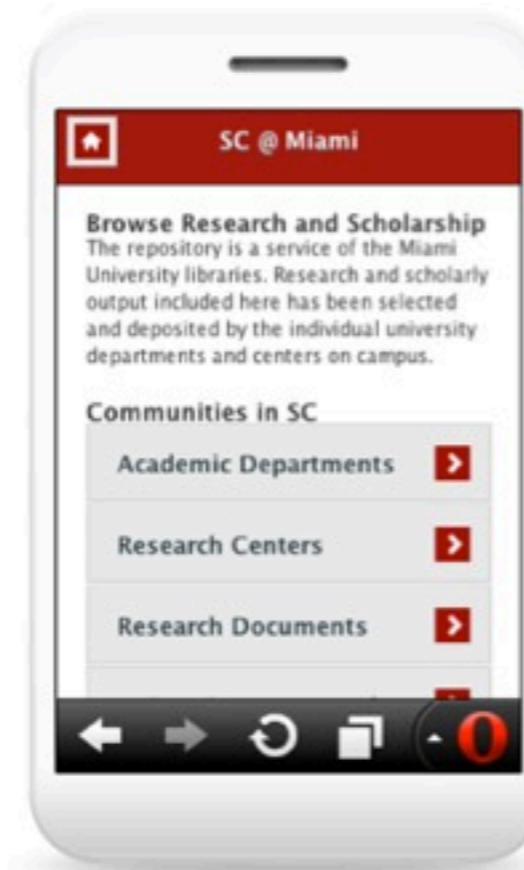 SC @ Miami
Browse Research and Scholarship
The repository is a service of the Miami
University libraries. Research and scholarly
output included here has been selected
and deposited by the individual university
departments and centers on campus.
Communities in SC
Academic Departments
Research Centers
Research Documents